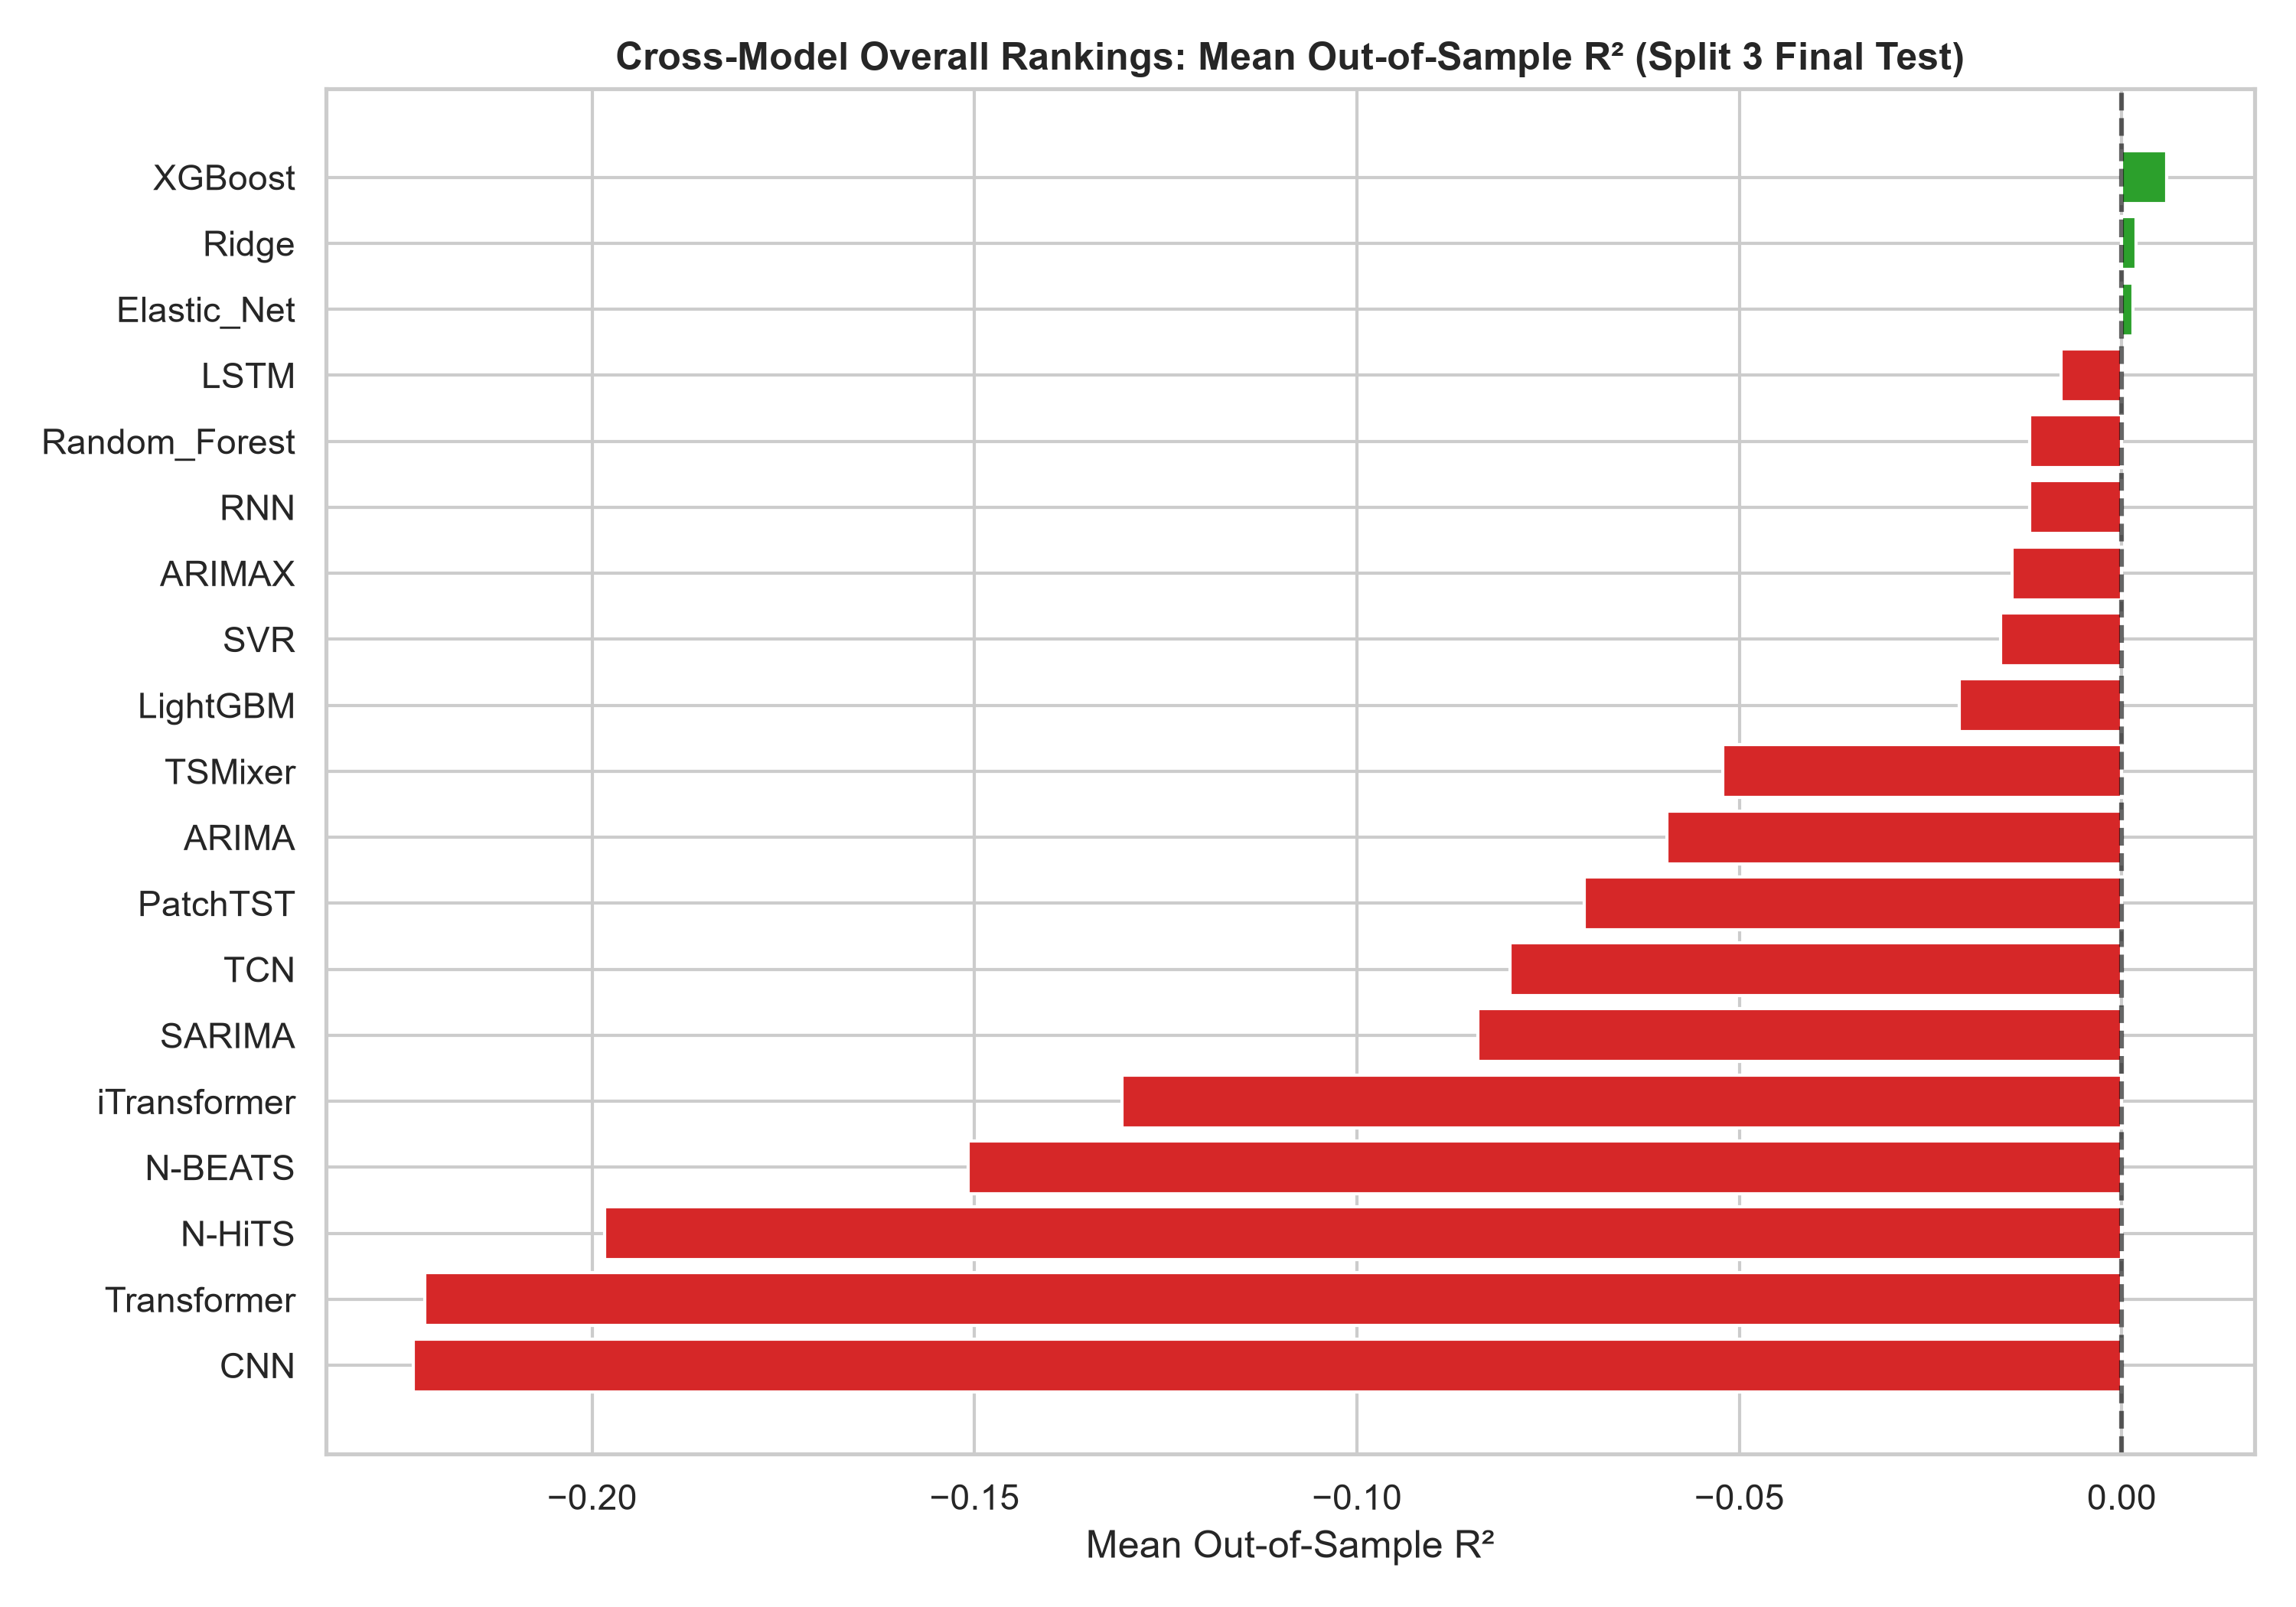 Cross-Model Overall Rankings: Mean Out-of-Sample R² (Split 3 Final Test)
XGBoost
Ridge
Elastic_Net
LSTM
Random_Forest
RNN
ARIMAX
SVR
LightGBM
TSMixer
ARIMA
PatchTST
TCN
SARIMA
iTransformer
N-BEATS
N-HiTS
Transformer
CNN
−0.20 −0.15 −0.10 −0.05 0.00
Mean Out-of-Sample R²